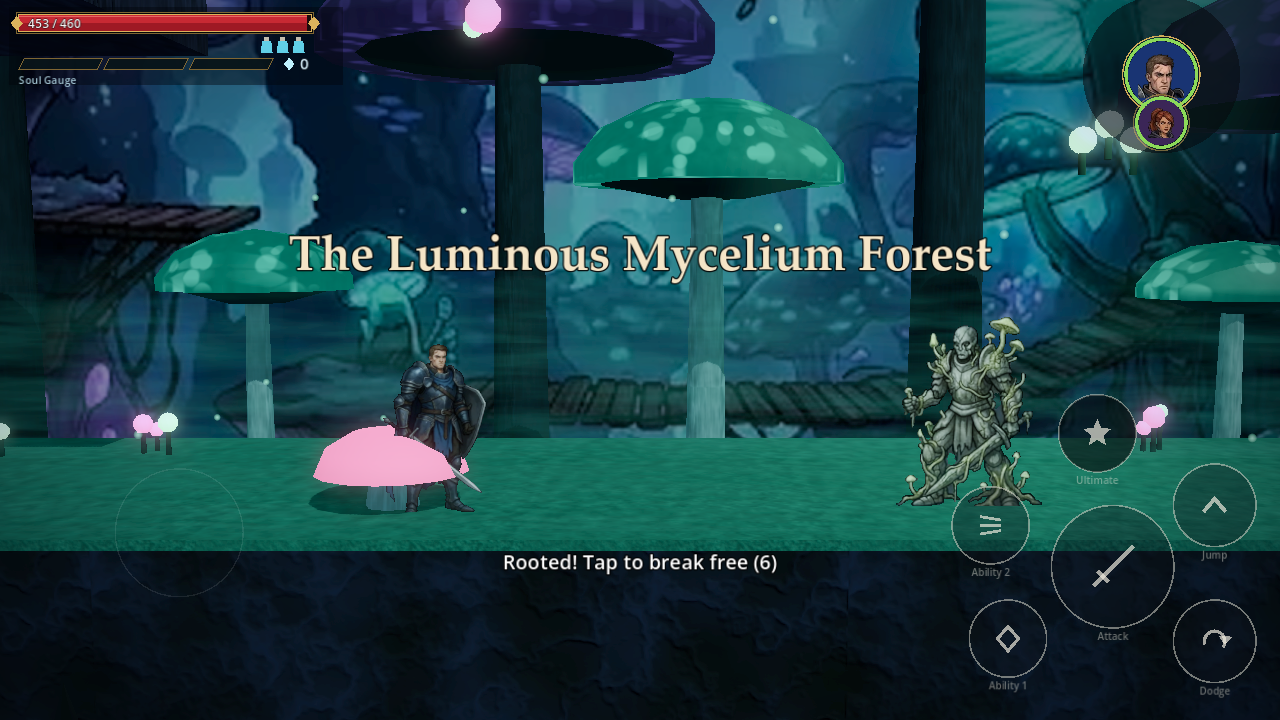 453 / 460
0
Soul Gauge
The Luminous Mycelium Forest
Ultimate
Jump
Rooted! Tap to break free (6)
Ability 2
Attack
Ability 1
Dodge